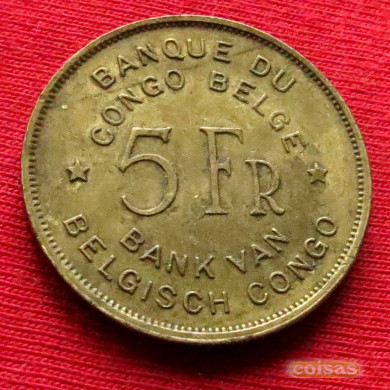 BANQUE DU
CONGO BELGE
5 FR
BANK VAN
BELGISCH CONGO
coisas